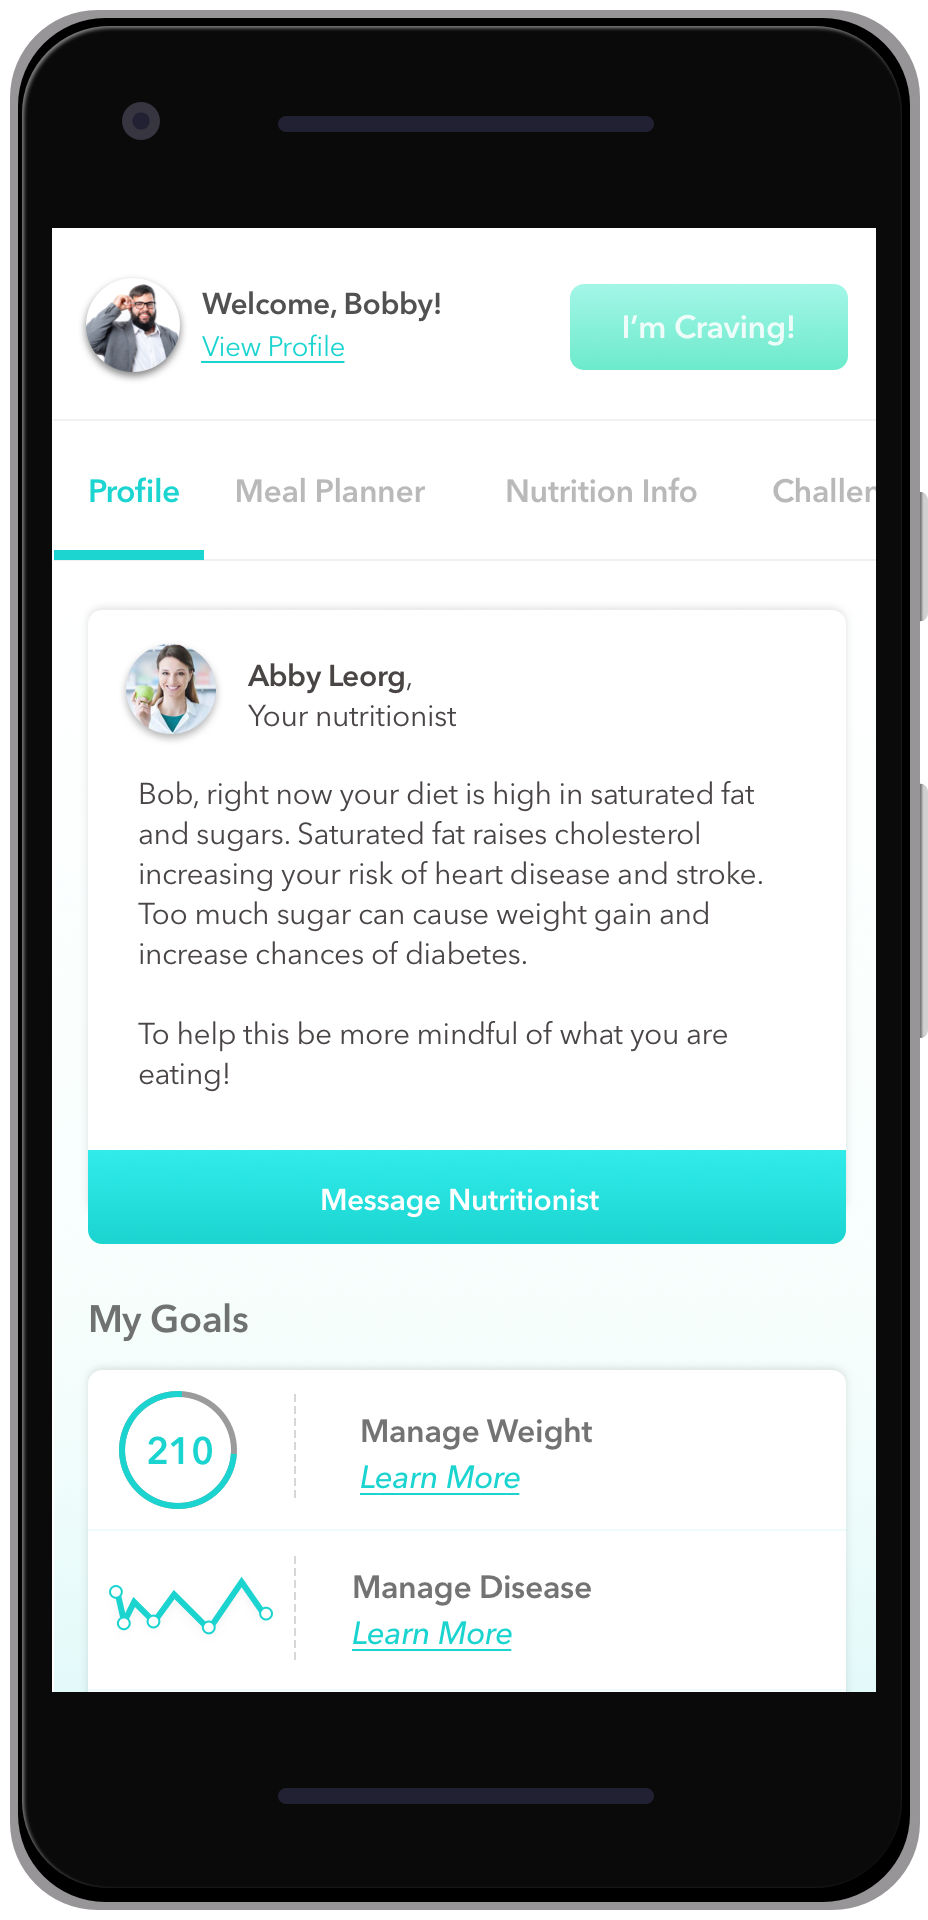 Welcome, Bobby!
View Profile
I’m Craving!
Profile
Meal Planner
Nutrition Info
Challen
Abby Leorg,
Your nutritionist
Bob, right now your diet is high in saturated fat
and sugars. Saturated fat raises cholesterol
increasing your risk of heart disease and stroke.
Too much sugar can cause weight gain and
increase chances of diabetes.
To help this be more mindful of what you are
eating!
Message Nutritionist
My Goals
210
Manage Weight
Learn More
Manage Disease
Learn More